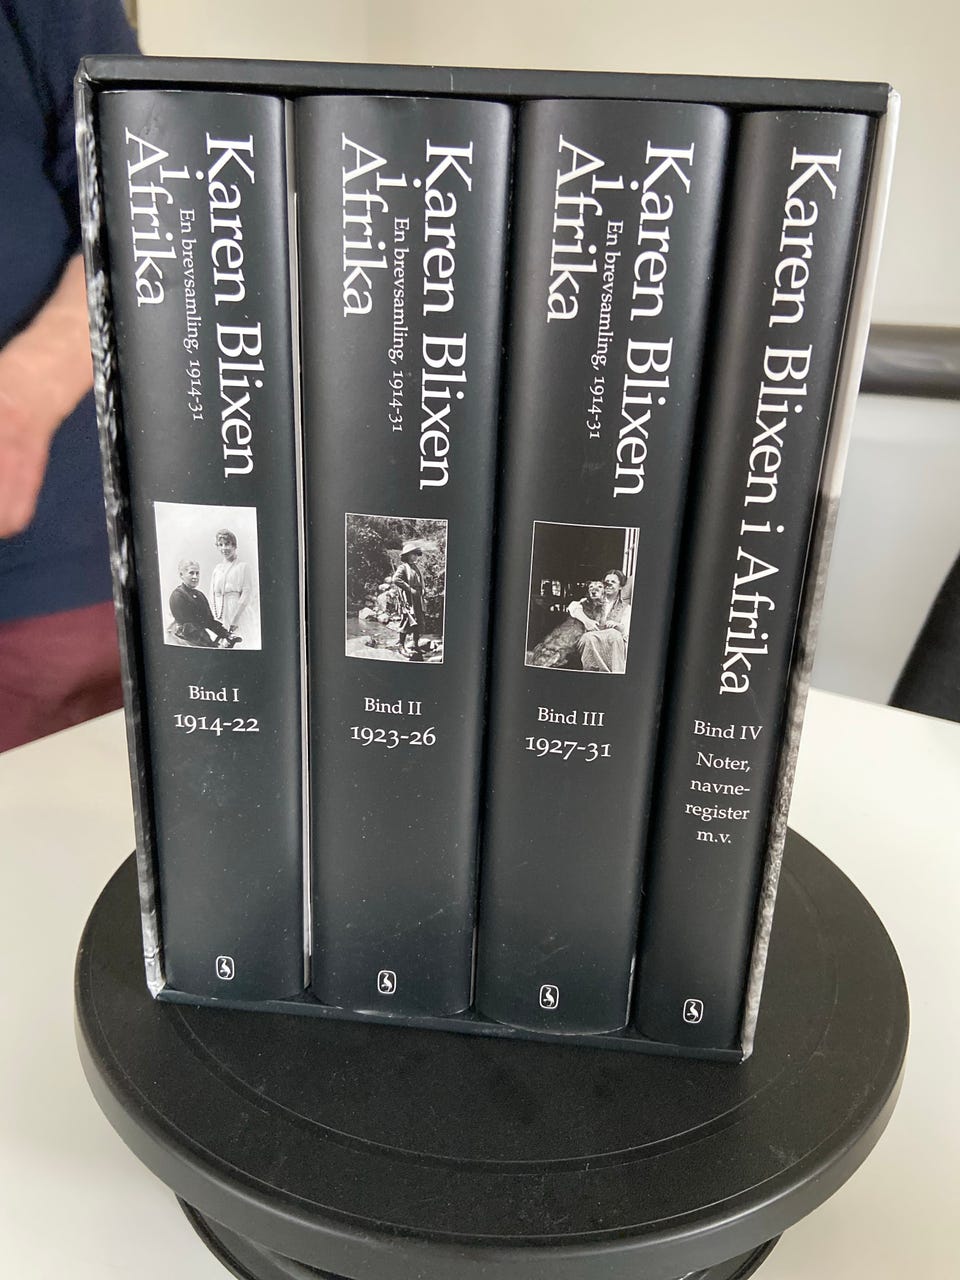 Karen Blixen
i
Afrika
En brevsamling, 1914-31
Bind I
1914-22
Karen Blixen
i
Afrika
En brevsamling, 1914-31
Bind II
1923-26
Karen Blixen
i
Afrika
En brevsamling, 1914-31
Bind III
1927-31
Karen Blixen i Afrika
Bind IV
Noter,
navne-
register
m.v.